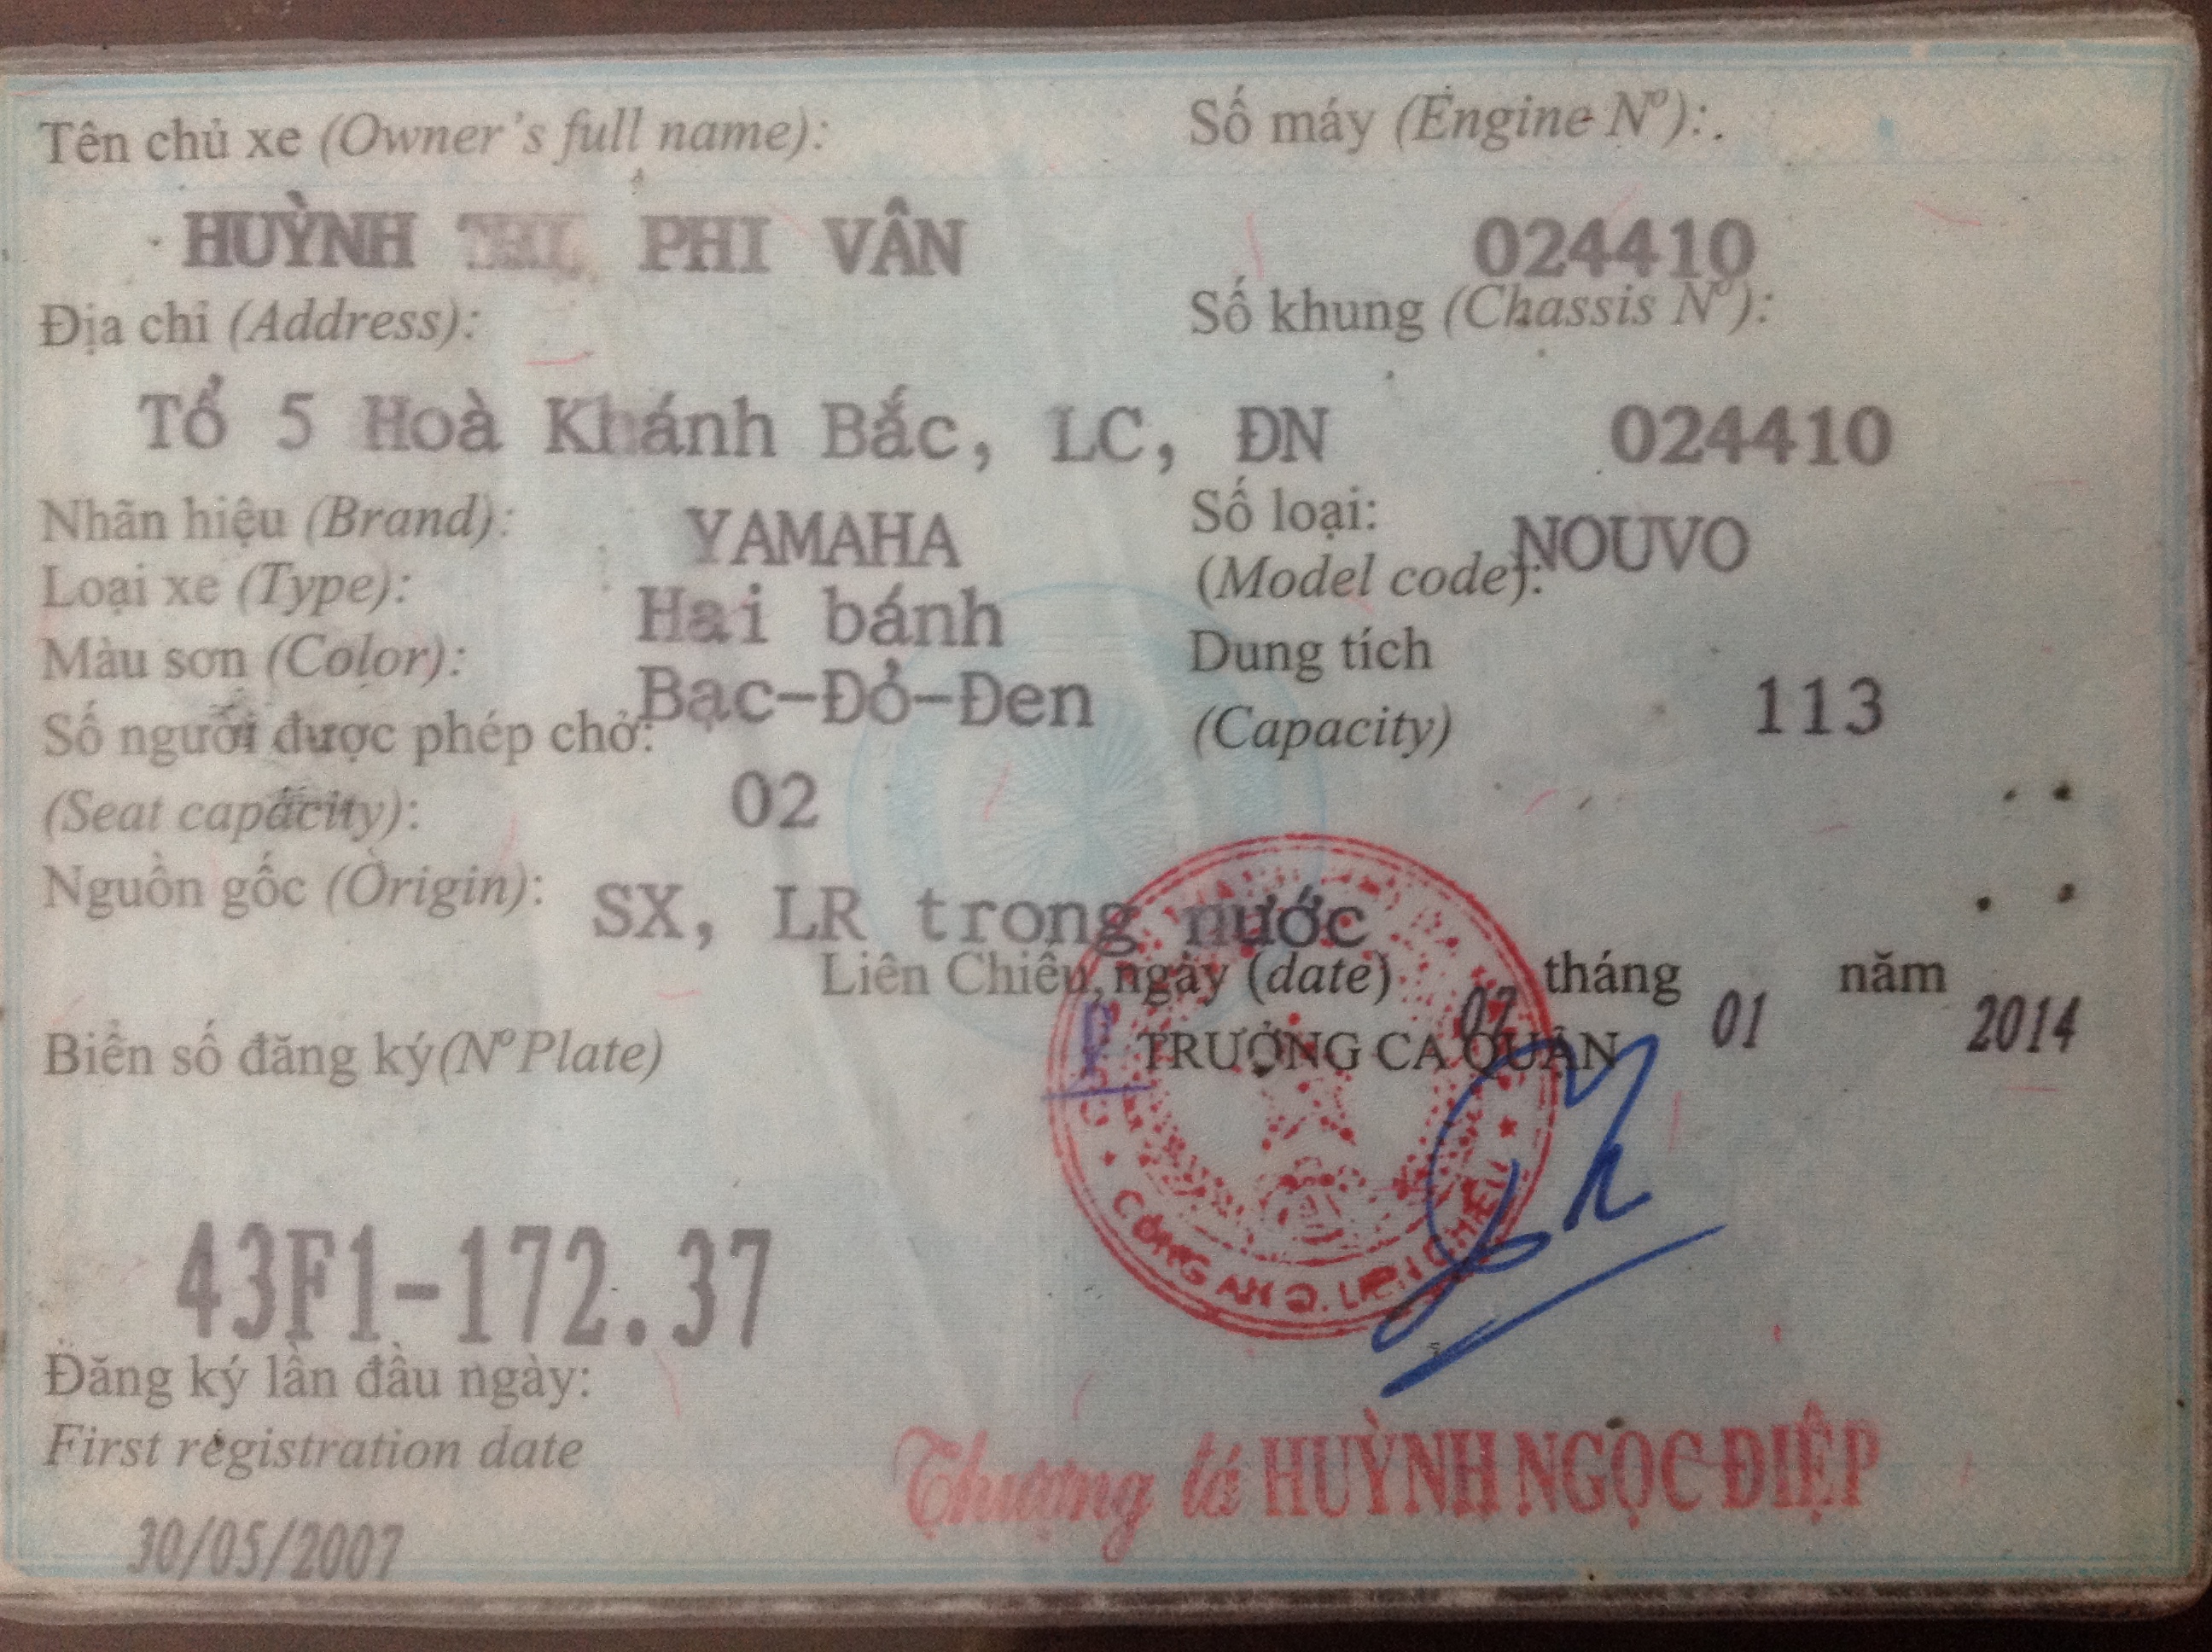 Tên chủ xe (Owner's full name):
HUỲNH THỊ PHI VÂN
Số máy (Engine Nº):
024410
Địa chỉ (Address):
Tổ 5 Hoà Khánh Bắc, LC, ĐN
Số khung (Chassis Nº):
024410
Nhãn hiệu (Brand): YAMAHA
Số loại: NOUVO
(Model code):
Loại xe (Type): Hai bánh
Màu sơn (Color): Bạc-Đỏ-Đen
Dung tích 113
(Capacity)
Số người được phép chở:
(Seat capacity): 02
Nguồn gốc (Origin): SX, LR trong nước
Liên Chiểu, ngày (date) 07 tháng 01 năm 2014
Biển số đăng ký(Nº Plate)
P TRƯỞNG CA QUẬN
CÔNG AN Q. LIÊN CHIỂU
43F1-172.37
Đăng ký lần đầu ngày:
First registration date
30/05/2007
Thượng tá HUỲNH NGỌC ĐIỆP